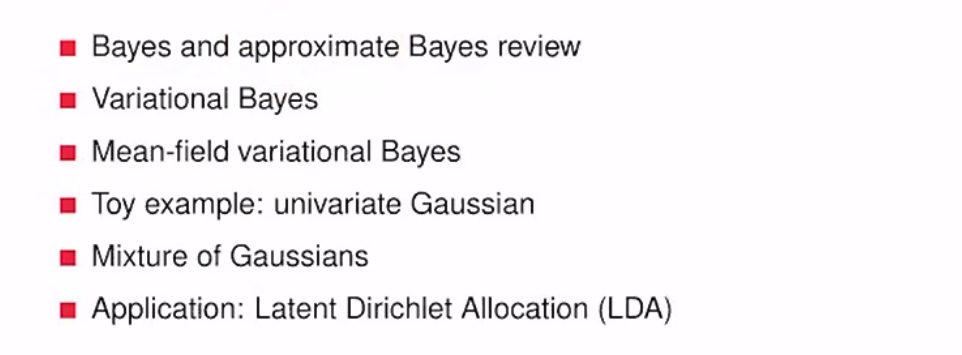 Bayes and approximate Bayes review
Variational Bayes
Mean-field variational Bayes
Toy example: univariate Gaussian
Mixture of Gaussians
Application: Latent Dirichlet Allocation (LDA)